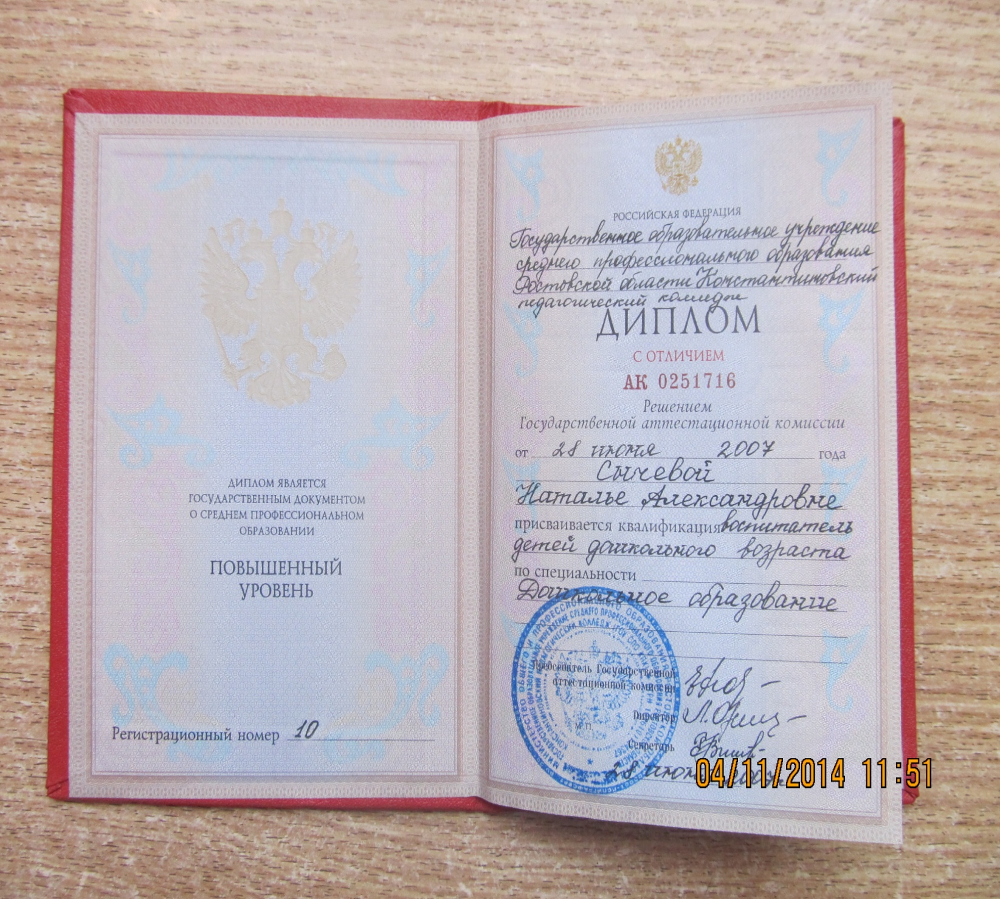 ДИПЛОМ ЯВЛЯЕТСЯ
ГОСУДАРСТВЕННЫМ ДОКУМЕНТОМ
О СРЕДНЕМ ПРОФЕССИОНАЛЬНОМ
ОБРАЗОВАНИИ
ПОВЫШЕННЫЙ
УРОВЕНЬ
Регистрационный номер 10
РОССИЙСКАЯ ФЕДЕРАЦИЯ
Государственное образовательное учреждение
среднего профессионального образования
Ростовской области Константиновский
педагогический колледж
ДИПЛОМ
С ОТЛИЧИЕМ
АК 0251716
Решением
Государственной аттестационной комиссии
от 28 июня 2007 года
Сычевой
Наталье Александровне
присваивается квалификация воспитатель
детей дошкольного возраста
по специальности
Дошкольное образование
Председатель Государственной
аттестационной комиссии
Директор
М.П.
Секретарь
28 июня 2007
04/11/2014 11:51